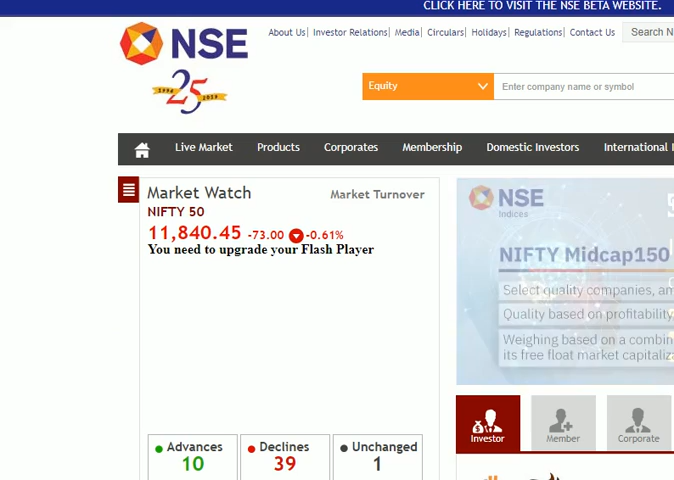 CLICK HERE TO VISIT THE NSE BETA WEBSITE.
NSE
1994 25 2019
About Us| Investor Relations| Media| Circulars| Holidays| Regulations| Contact Us
Search N
Equity
Enter company name or symbol
Live Market Products Corporates Membership Domestic Investors International
Market Watch Market Turnover
NIFTY 50
11,840.45 -73.00 -0.61%
You need to upgrade your Flash Player
Advances Declines Unchanged
10 39 1
NSE
Indices
NIFTY Midcap150
Select quality companies, an
Quality based on profitability
Weighing based on a combin
its free float market capitaliza
Investor Member Corporate